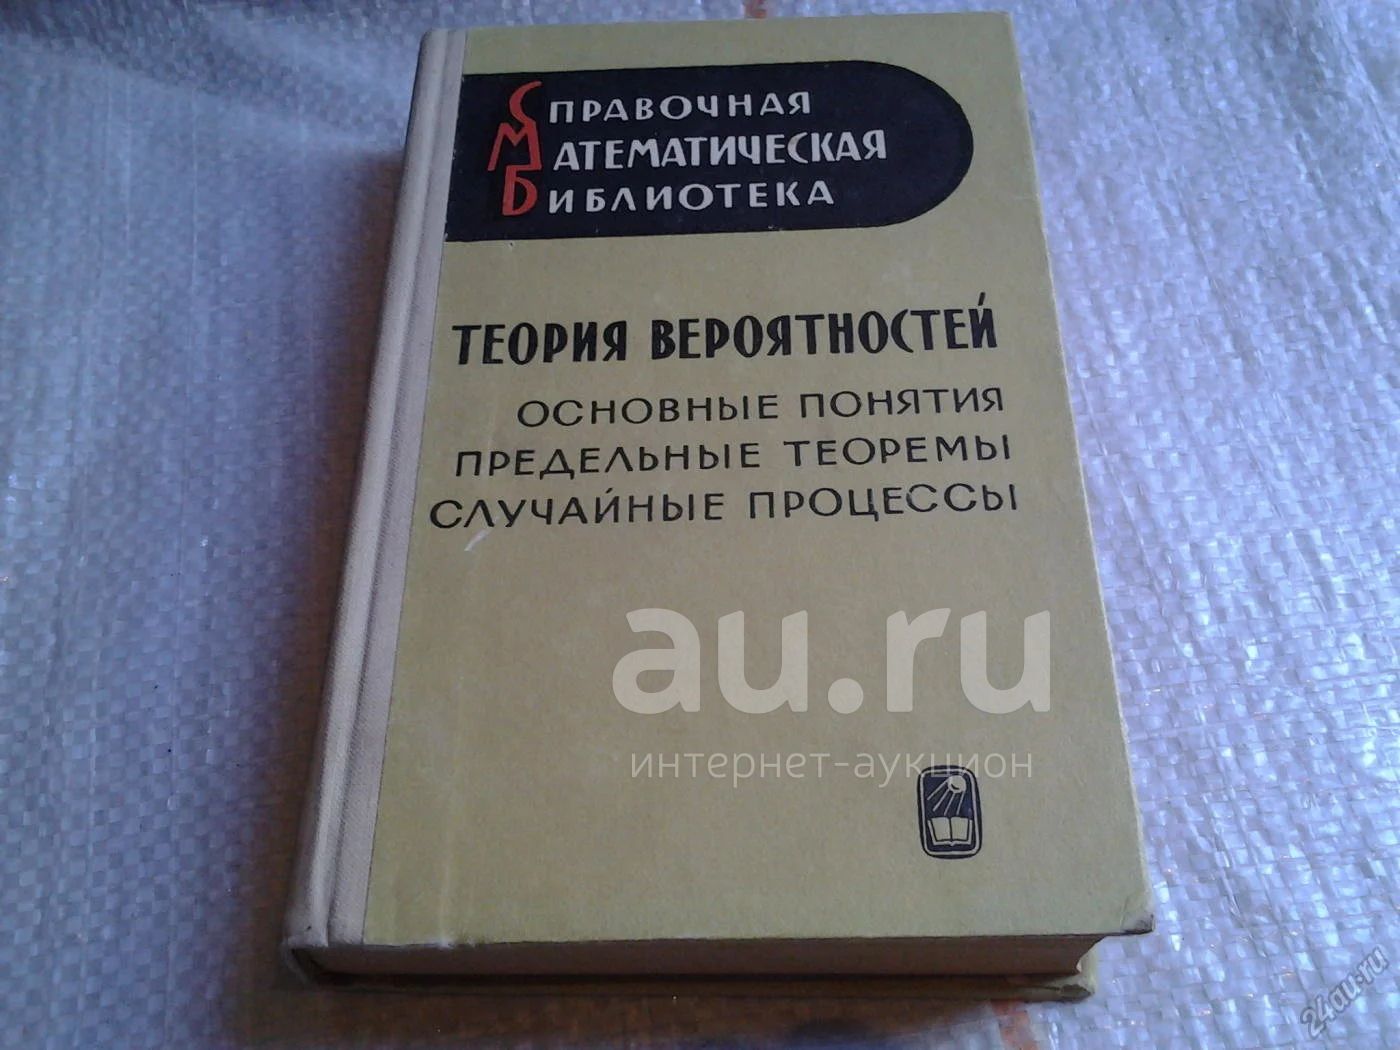 СПРАВОЧНАЯ
МАТЕМАТИЧЕСКАЯ
БИБЛИОТЕКА
ТЕОРИЯ ВЕРОЯТНОСТЕЙ
ОСНОВНЫЕ ПОНЯТИЯ
ПРЕДЕЛЬНЫЕ ТЕОРЕМЫ
СЛУЧАЙНЫЕ ПРОЦЕССЫ
au.ru
интернет-аукцион
24au.ru